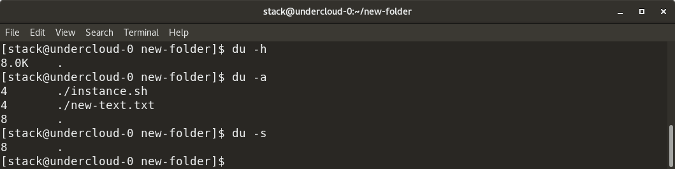 stack@undercloud-0:~/new-folder
File Edit View Search Terminal Help
[stack@undercloud-0 new-folder]$ du -h
8.0K .
[stack@undercloud-0 new-folder]$ du -a
4 ./instance.sh
4 ./new-text.txt
8 .
[stack@undercloud-0 new-folder]$ du -s
8 .
[stack@undercloud-0 new-folder]$